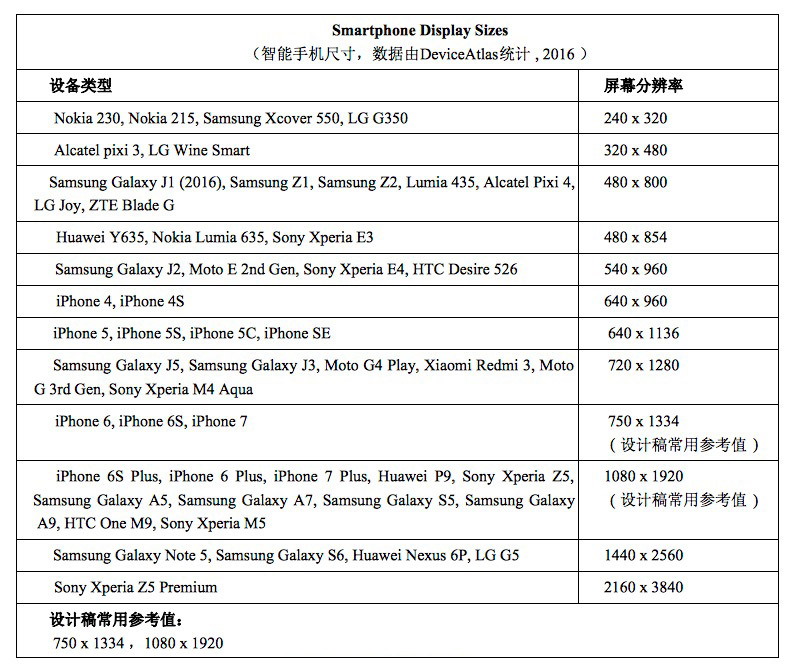 Smartphone Display Sizes
（智能手机尺寸，数据由DeviceAtlas统计 , 2016 ）
设备类型 屏幕分辨率
Nokia 230, Nokia 215, Samsung Xcover 550, LG G350 240 x 320
Alcatel pixi 3, LG Wine Smart 320 x 480
Samsung Galaxy J1 (2016), Samsung Z1, Samsung Z2, Lumia 435, Alcatel Pixi 4, 480 x 800
LG Joy, ZTE Blade G
Huawei Y635, Nokia Lumia 635, Sony Xperia E3 480 x 854
Samsung Galaxy J2, Moto E 2nd Gen, Sony Xperia E4, HTC Desire 526 540 x 960
iPhone 4, iPhone 4S 640 x 960
iPhone 5, iPhone 5S, iPhone 5C, iPhone SE 640 x 1136
Samsung Galaxy J5, Samsung Galaxy J3, Moto G4 Play, Xiaomi Redmi 3, Moto 720 x 1280
G 3rd Gen, Sony Xperia M4 Aqua
iPhone 6, iPhone 6S, iPhone 7 750 x 1334
（设计稿常用参考值）
iPhone 6S Plus, iPhone 6 Plus, iPhone 7 Plus, Huawei P9, Sony Xperia Z5, 1080 x 1920
Samsung Galaxy A5, Samsung Galaxy A7, Samsung Galaxy S5, Samsung Galaxy （设计稿常用参考值）
A9, HTC One M9, Sony Xperia M5
Samsung Galaxy Note 5, Samsung Galaxy S6, Huawei Nexus 6P, LG G5 1440 x 2560
Sony Xperia Z5 Premium 2160 x 3840
设计稿常用参考值：
750 x 1334 ，1080 x 1920